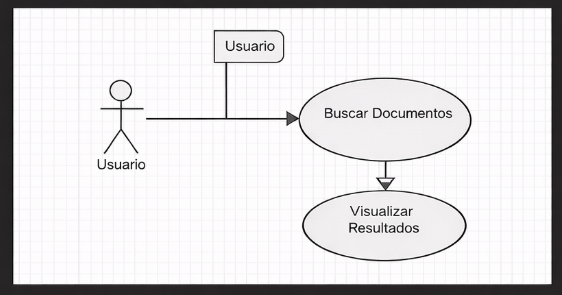 Usuario
Buscar Documentos
Usuario
Visualizar
Resultados